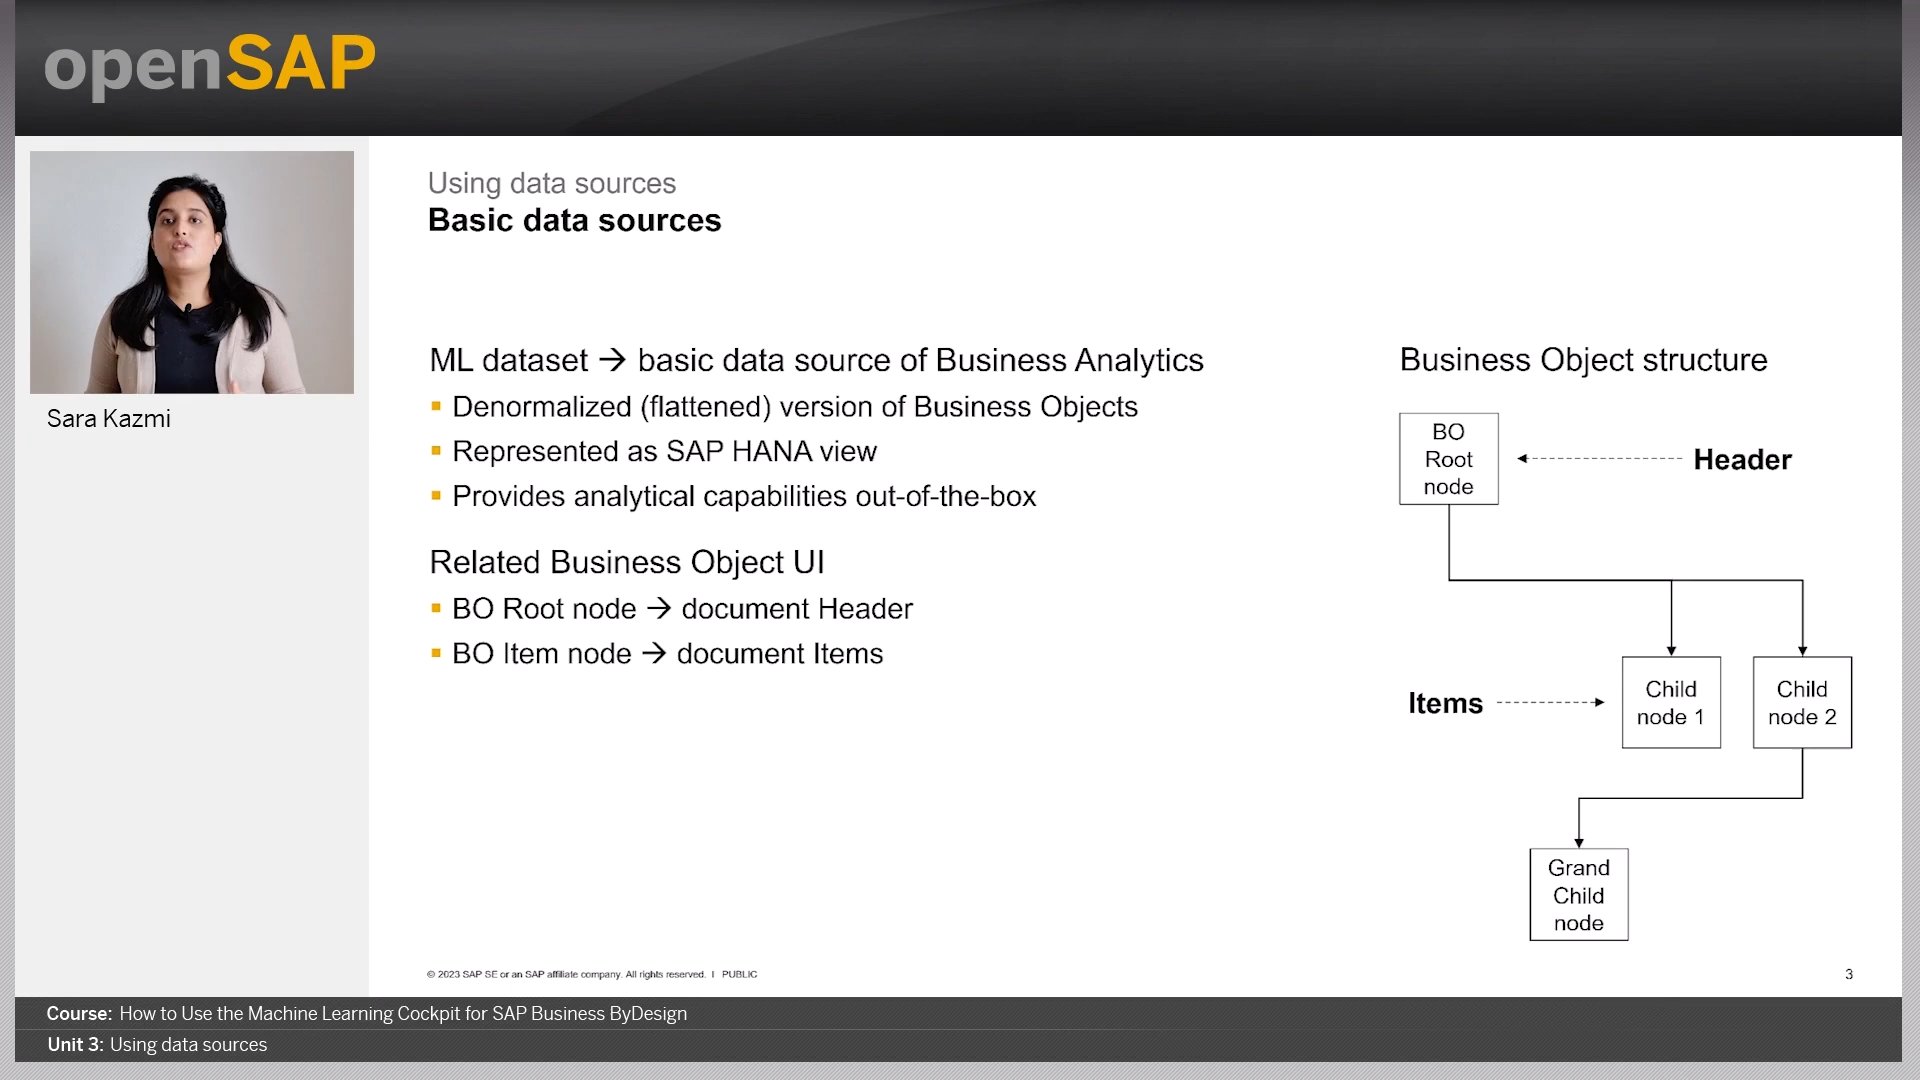 openSAP
Sara Kazmi
Using data sources
Basic data sources
ML dataset → basic data source of Business Analytics
▪ Denormalized (flattened) version of Business Objects
▪ Represented as SAP HANA view
▪ Provides analytical capabilities out-of-the-box
Related Business Object UI
▪ BO Root node → document Header
▪ BO Item node → document Items
Business Object structure
BO
Root
node
Header
Items
Child
node 1
Child
node 2
Grand
Child
node
© 2023 SAP SE or an SAP affiliate company. All rights reserved. I PUBLIC
3
Course: How to Use the Machine Learning Cockpit for SAP Business ByDesign
Unit 3: Using data sources